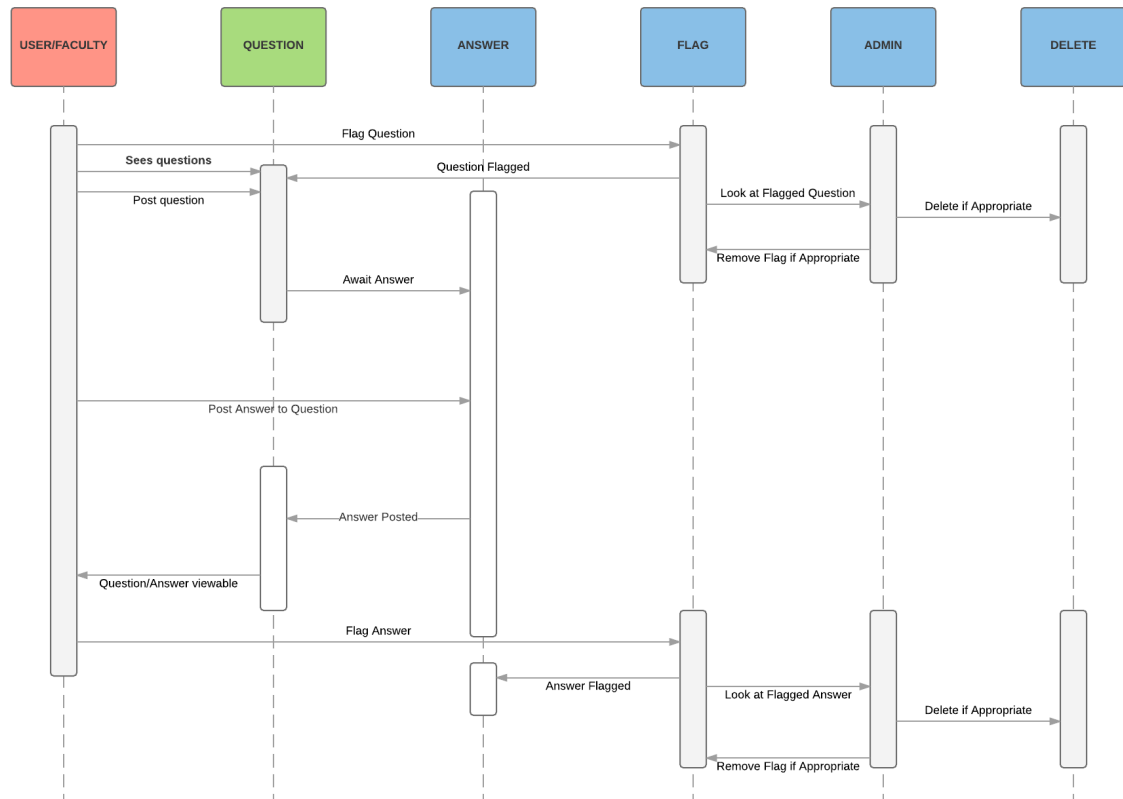 USER/FACULTY
QUESTION
ANSWER
FLAG
ADMIN
DELETE
Flag Question
Sees questions
Question Flagged
Post question
Look at Flagged Question
Delete if Appropriate
Remove Flag if Appropriate
Await Answer
Post Answer to Question
Answer Posted
Question/Answer viewable
Flag Answer
Answer Flagged
Look at Flagged Answer
Delete if Appropriate
Remove Flag if Appropriate